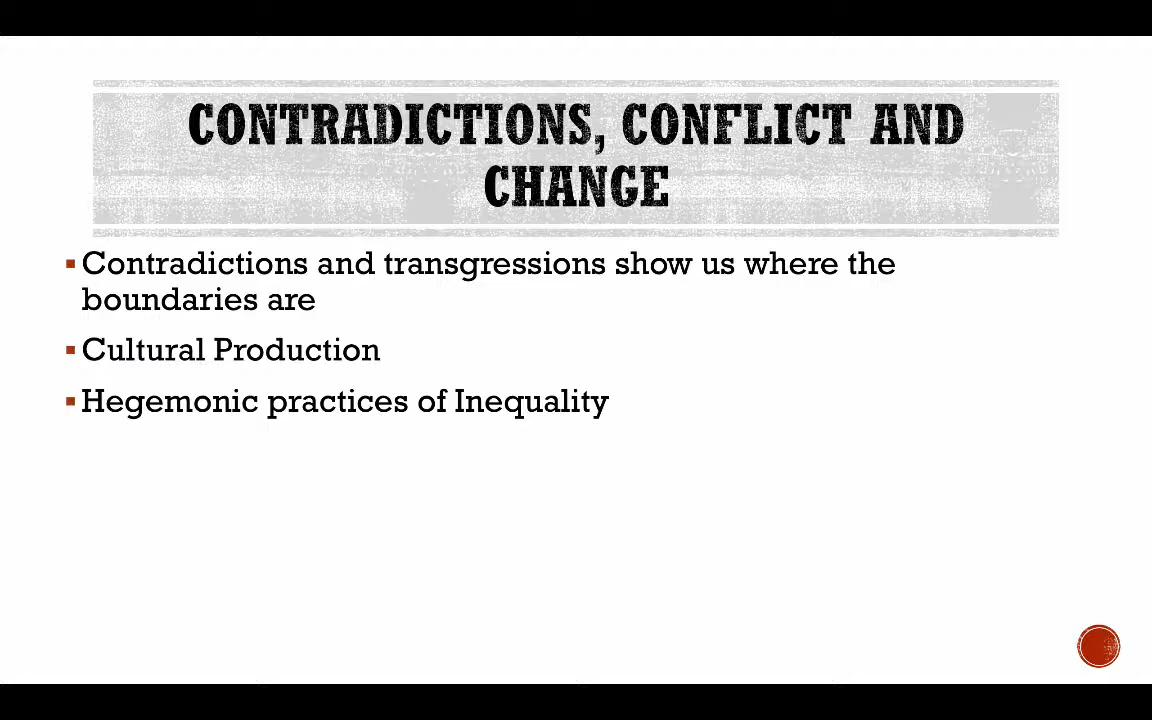 CONTRADICTIONS, CONFLICT AND
CHANGE
▪ Contradictions and transgressions show us where the
boundaries are
▪ Cultural Production
▪ Hegemonic practices of Inequality